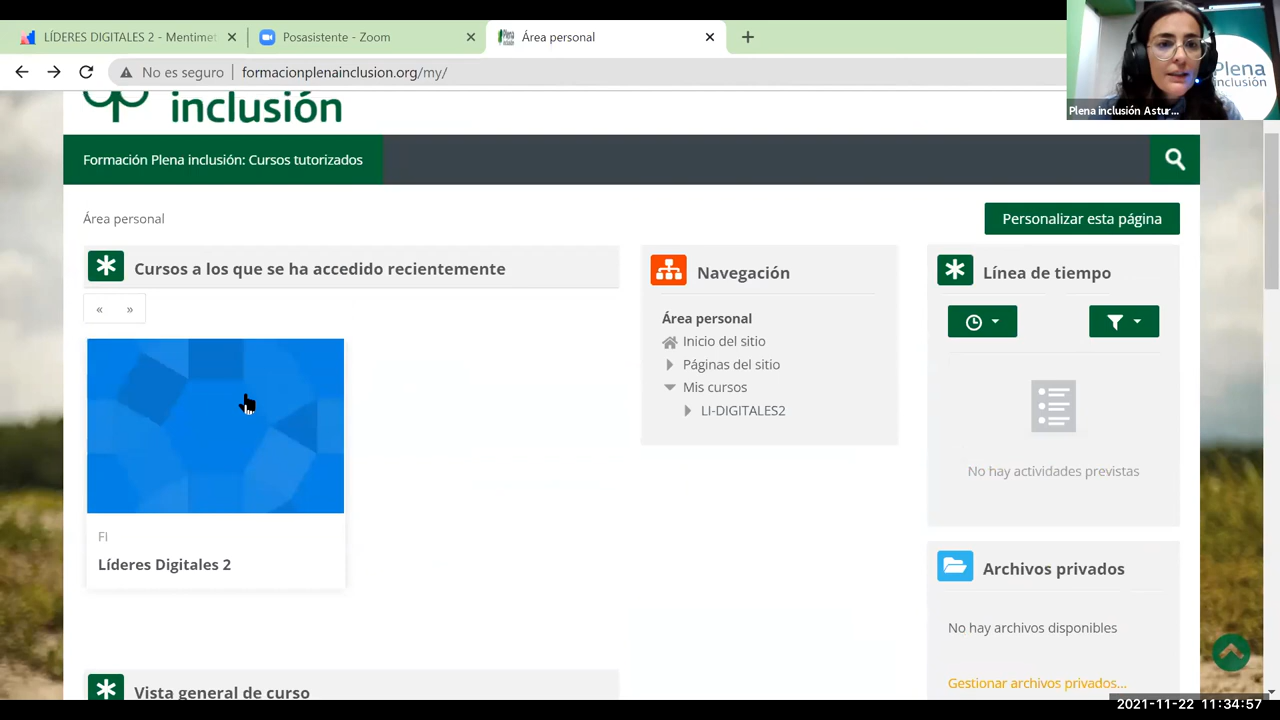 LÍDERES DIGITALES 2 - Mentimet
Posasistente - Zoom
Área personal
No es seguro
formacionplenainclusion.org/my/
Plena inclusión
Plena inclusión Astur...
inclusión
Formación Plena inclusión: Cursos tutorizados
Área personal
Personalizar esta página
Cursos a los que se ha accedido recientemente
« »
FI
Líderes Digitales 2
Vista general de curso
Navegación
Área personal
Inicio del sitio
Páginas del sitio
Mis cursos
LI-DIGITALES2
Línea de tiempo
No hay actividades previstas
Archivos privados
No hay archivos disponibles
Gestionar archivos privados...
2021-11-22 11:34:57